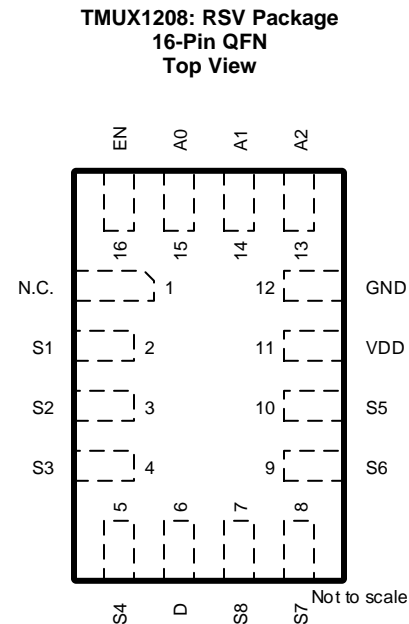 TMUX1208: RSV Package
16-Pin QFN
Top View
EN A0 A1 A2
16 15 14 13
N.C. 1 12 GND
S1 2 11 VDD
S2 3 10 S5
S3 4 9 S6
5 6 7 8
S4 D S8 S7
Not to scale